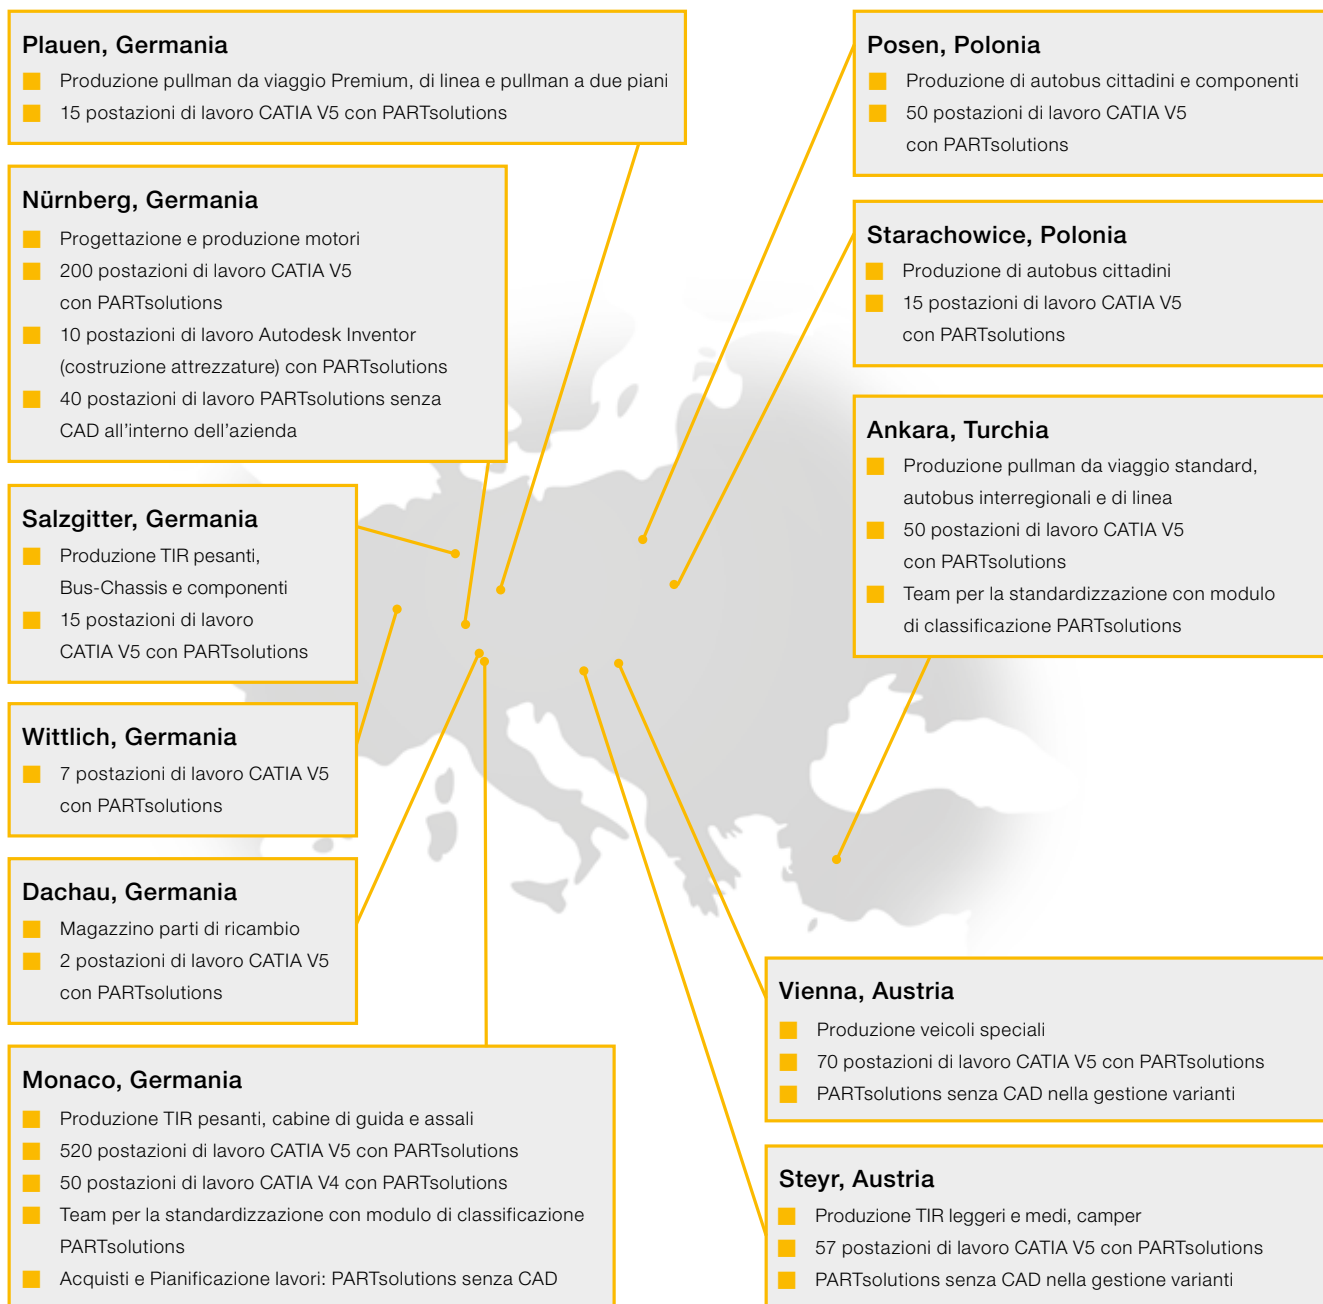 Plauen, Germania
Produzione pullman da viaggio Premium, di linea e pullman a due piani
15 postazioni di lavoro CATIA V5 con PARTsolutions
Nürnberg, Germania
Progettazione e produzione motori
200 postazioni di lavoro CATIA V5
con PARTsolutions
10 postazioni di lavoro Autodesk Inventor
(costruzione attrezzature) con PARTsolutions
40 postazioni di lavoro PARTsolutions senza
CAD all'interno dell'azienda
Salzgitter, Germania
Produzione TIR pesanti,
Bus-Chassis e componenti
15 postazioni di lavoro
CATIA V5 con PARTsolutions
Wittlich, Germania
7 postazioni di lavoro CATIA V5
con PARTsolutions
Dachau, Germania
Magazzino parti di ricambio
2 postazioni di lavoro CATIA V5
con PARTsolutions
Monaco, Germania
Produzione TIR pesanti, cabine di guida e assali
520 postazioni di lavoro CATIA V5 con PARTsolutions
50 postazioni di lavoro CATIA V4 con PARTsolutions
Team per la standardizzazione con modulo di classificazione
PARTsolutions
Acquisti e Pianificazione lavori: PARTsolutions senza CAD
Posen, Polonia
Produzione di autobus cittadini e componenti
50 postazioni di lavoro CATIA V5
con PARTsolutions
Starachowice, Polonia
Produzione di autobus cittadini
15 postazioni di lavoro CATIA V5
con PARTsolutions
Ankara, Turchia
Produzione pullman da viaggio standard,
autobus interregionali e di linea
50 postazioni di lavoro CATIA V5
con PARTsolutions
Team per la standardizzazione con modulo
di classificazione PARTsolutions
Vienna, Austria
Produzione veicoli speciali
70 postazioni di lavoro CATIA V5 con PARTsolutions
PARTsolutions senza CAD nella gestione varianti
Steyr, Austria
Produzione TIR leggeri e medi, camper
57 postazioni di lavoro CATIA V5 con PARTsolutions
PARTsolutions senza CAD nella gestione varianti